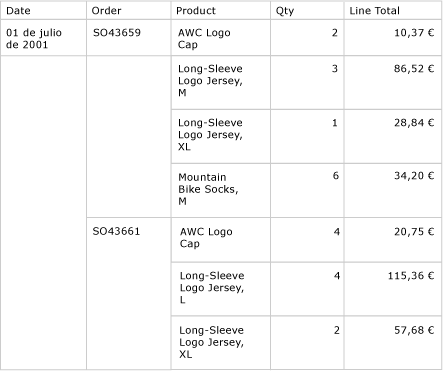 Date Order Product Qty Line Total
01 de julio SO43659 AWC Logo 2 10,37 €
de 2001 Cap
Long-Sleeve 3 86,52 €
Logo Jersey,
M
Long-Sleeve 1 28,84 €
Logo Jersey,
XL
Mountain 6 34,20 €
Bike Socks,
M
SO43661 AWC Logo 4 20,75 €
Cap
Long-Sleeve 4 115,36 €
Logo Jersey,
L
Long-Sleeve 2 57,68 €
Logo Jersey,
XL